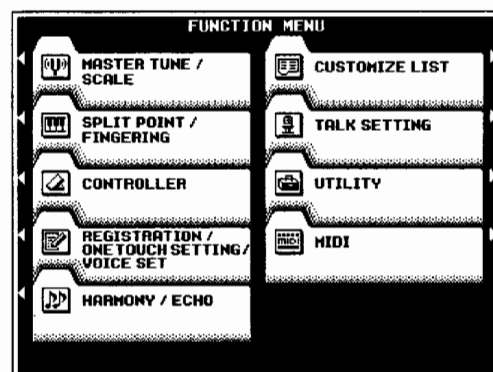 FUNCTION MENU
MASTER TUNE /
SCALE
SPLIT POINT /
FINGERING
CONTROLLER
REGISTRATION /
ONE TOUCH SETTING/
VOICE SET
HARMONY / ECHO
CUSTOMIZE LIST
TALK SETTING
UTILITY
MIDI
MIDI